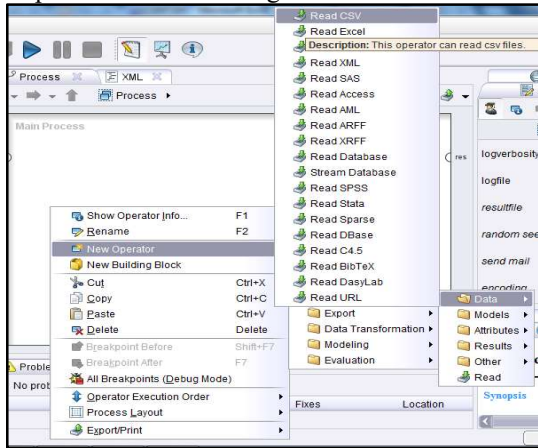 Process
XML
Process
Main Process
res
logverbosity
logfile
resultfile
random see
send mail
encoding
Show Operator Info... F1
Rename F2
New Operator
New Building Block
Cut Ctrl+X
Copy Ctrl+C
Paste Ctrl+V
Delete Delete
Breakpoint Before Shift+F7
Breakpoint After F7
All Breakpoints (Debug Mode)
Operator Execution Order
Process Layout
Export/Print
Read CSV
Read Excel
Description: This operator can read csv files.
Read XML
Read SAS
Read Access
Read AML
Read ARFF
Read XRFF
Read Database
Stream Database
Read SPSS
Read Stata
Read Sparse
Read DBase
Read C4.5
Read BibTeX
Read DasyLab
Read URL
Export
Data Transformation
Modeling
Evaluation
Data
Models
Attributes
Results
Other
Read
Proble
No prob
Fixes
Location
Synopsis